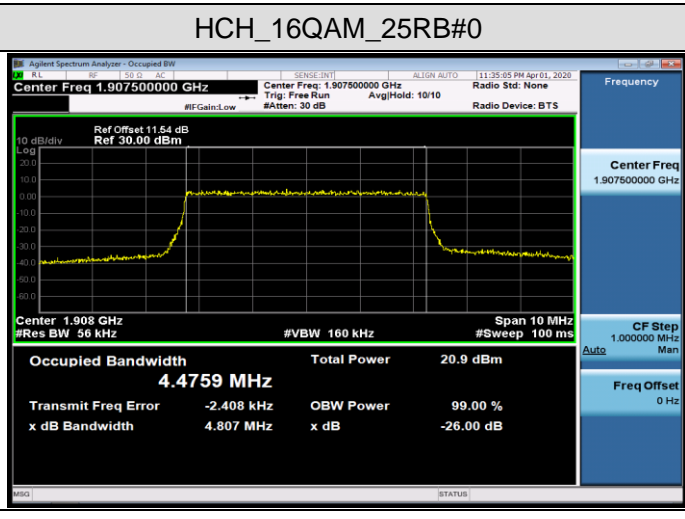 HCH_16QAM_25RB#0
Agilent Spectrum Analyzer - Occupied BW
RL RF 50 Ω AC SENSE:INT ALIGN AUTO 11:35:05 PM Apr 01, 2020
Center Freq 1.907500000 GHz Center Freq: 1.907500000 GHz Radio Std: None
Trig: Free Run Avg|Hold: 10/10
#IFGain:Low #Atten: 30 dB Radio Device: BTS
Ref Offset 11.54 dB
10 dB/div Ref 30.00 dBm
Log
20.0
10.0
0.00
-10.0
-20.0
-30.0
-40.0
-50.0
-60.0
Center 1.908 GHz Span 10 MHz
#Res BW 56 kHz #VBW 160 kHz #Sweep 100 ms
Occupied Bandwidth Total Power 20.9 dBm
4.4759 MHz
Transmit Freq Error -2.408 kHz OBW Power 99.00 %
x dB Bandwidth 4.807 MHz x dB -26.00 dB
MSG STATUS
Frequency
Center Freq
1.907500000 GHz
CF Step
1.000000 MHz
Auto Man
Freq Offset
0 Hz